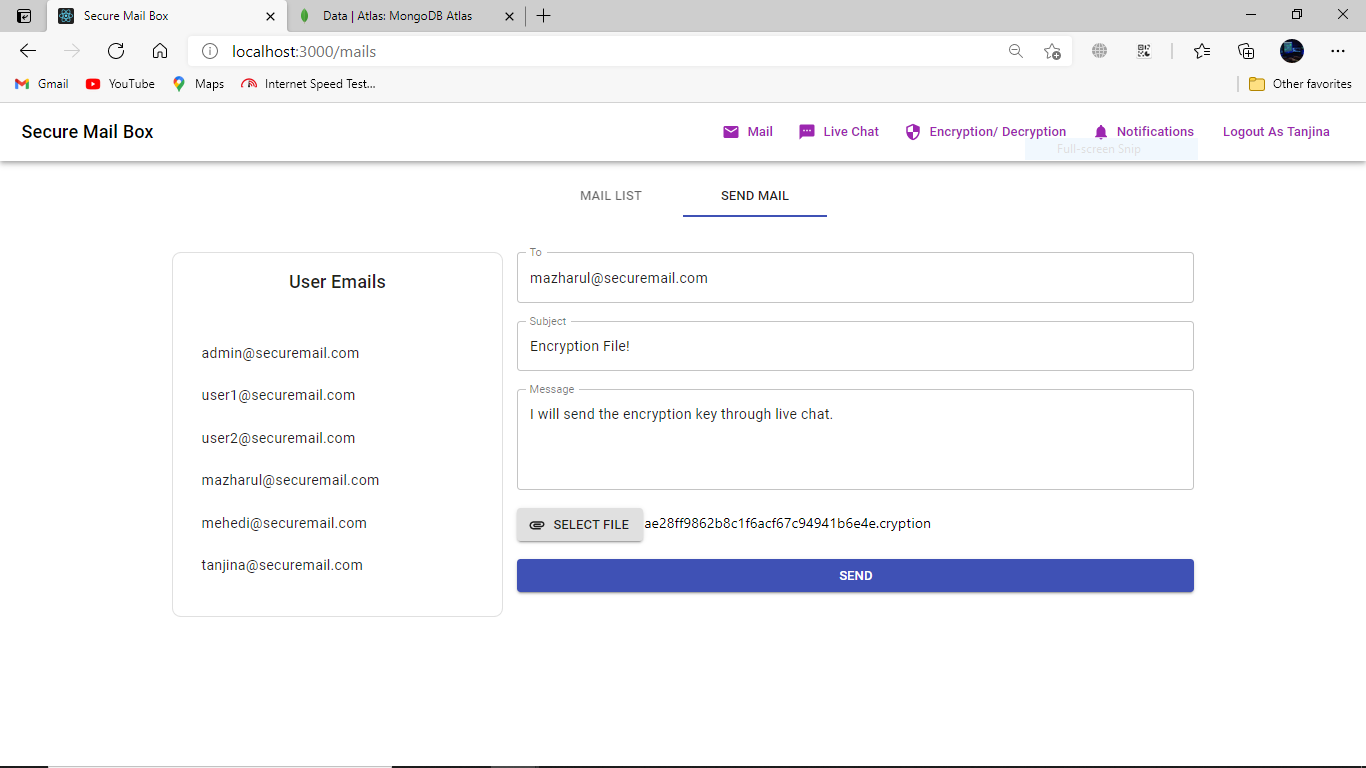 Secure Mail Box
Data | Atlas: MongoDB Atlas
localhost:3000/mails
Gmail
YouTube
Maps
Internet Speed Test...
Other favorites
Secure Mail Box
Mail
Live Chat
Encryption/ Decryption
Notifications
Logout As Tanjina
Full-screen Snip
MAIL LIST
SEND MAIL
User Emails
admin@securemail.com
user1@securemail.com
user2@securemail.com
mazharul@securemail.com
mehedi@securemail.com
tanjina@securemail.com
To
mazharul@securemail.com
Subject
Encryption File!
Message
I will send the encryption key through live chat.
SELECT FILE
ae28ff9862b8c1f6acf67c94941b6e4e.cryption
SEND